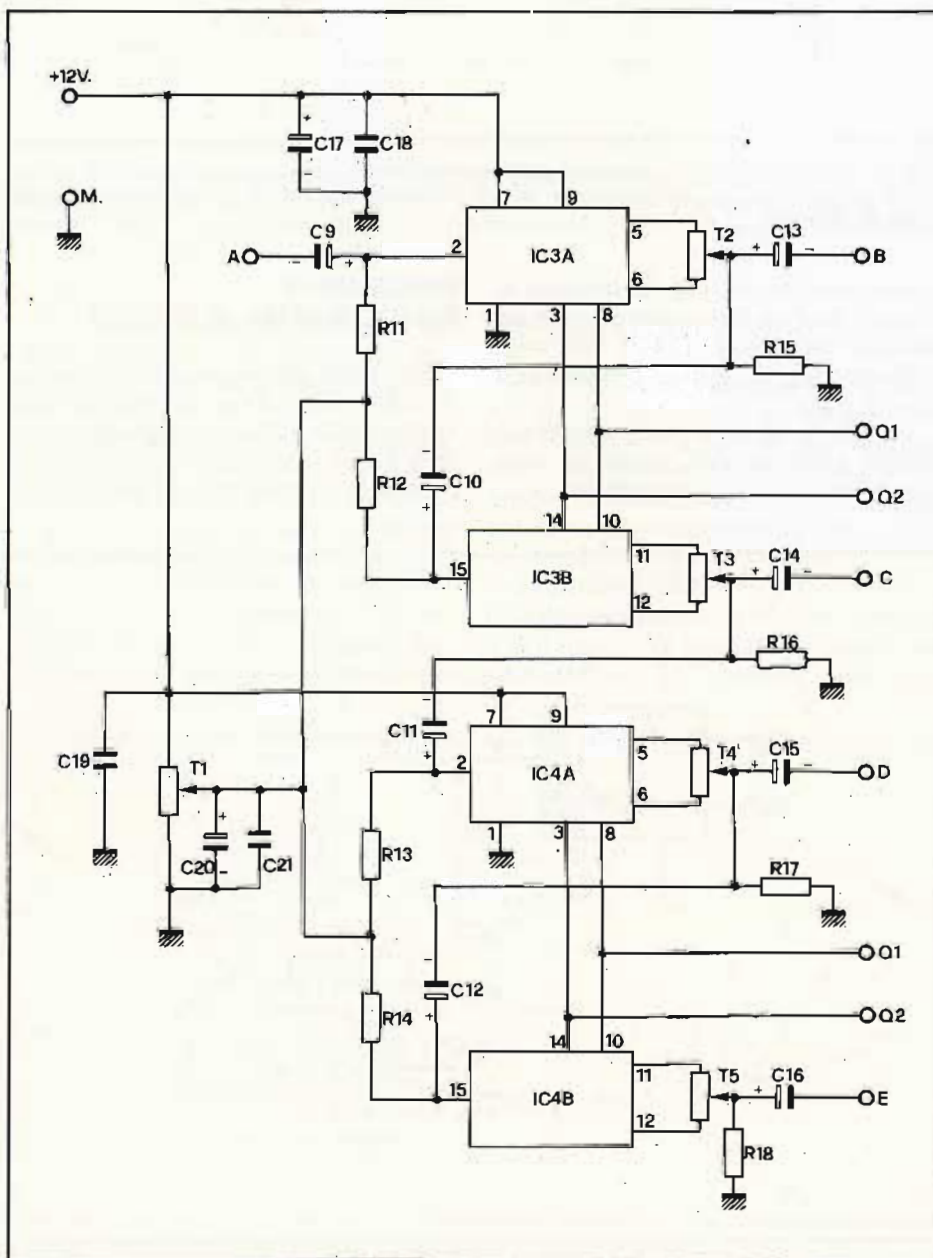 +12V.
C17
C18
M.
7
9
C9
A
2
IC3A
5
6
T2
C13
B
1
3
8
R11
R15
Q1
R12
C10
Q2
14
10
15
IC3B
11
12
T3
C14
C
R16
C11
7
9
C19
T1
2
IC4A
5
6
T4
C15
D
1
3
8
C20
C21
R13
R17
Q1
C12
R14
Q2
14
10
15
IC4B
11
12
T5
C16
E
R18